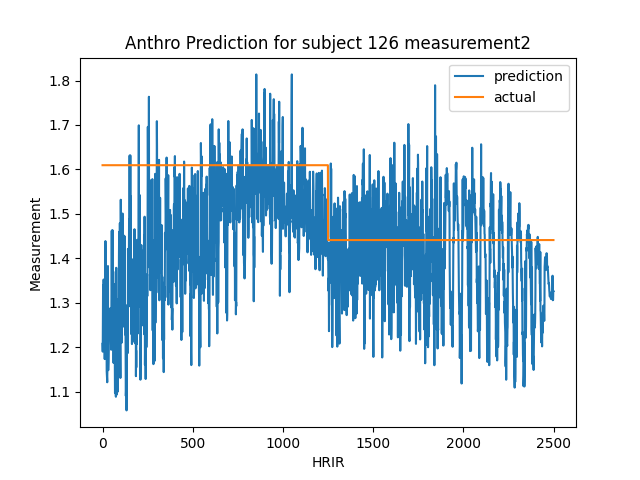 Anthro Prediction for subject 126 measurement2
prediction
actual
1.8
1.7
1.6
1.5
1.4
1.3
1.2
1.1
Measurement
0
500
1000
1500
2000
2500
HRIR